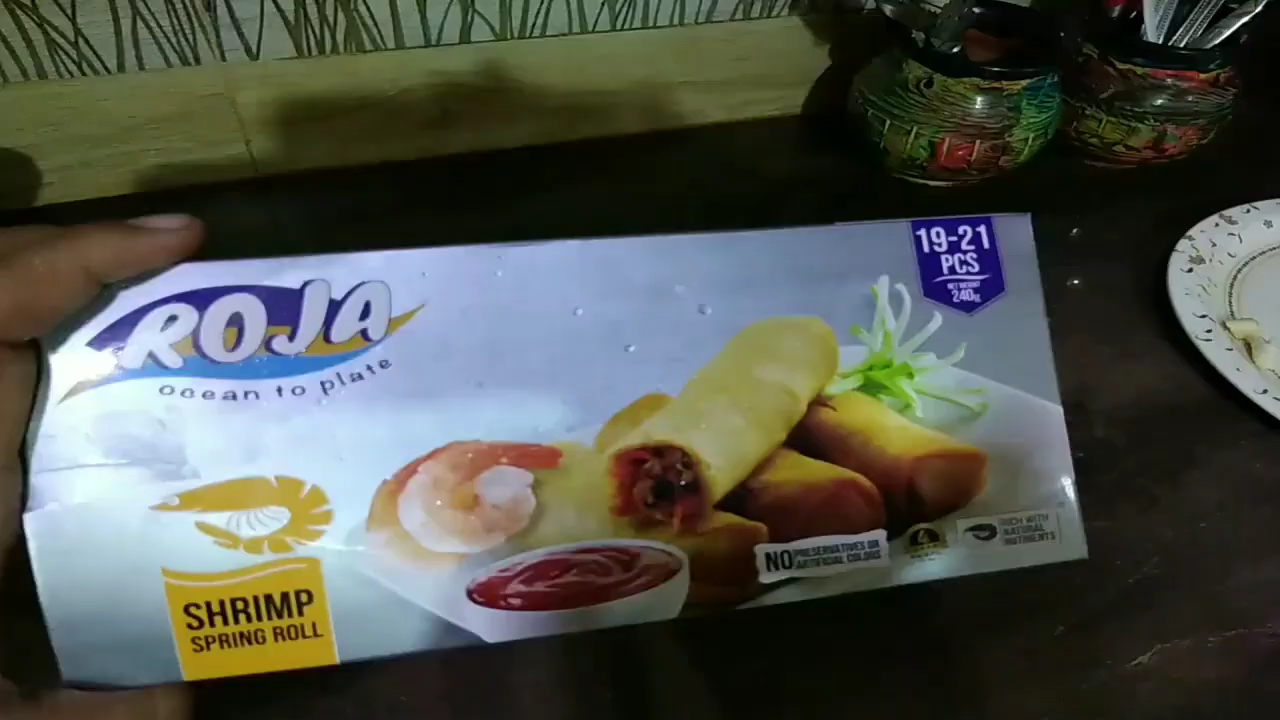 ROJA
ocean to plate
19-21
PCS
NET WEIGHT
240g
SHRIMP
SPRING ROLL
NO PRESERVATIVES OR
ARTIFICIAL COLORS
RICH WITH
NATURAL
NUTRIENTS